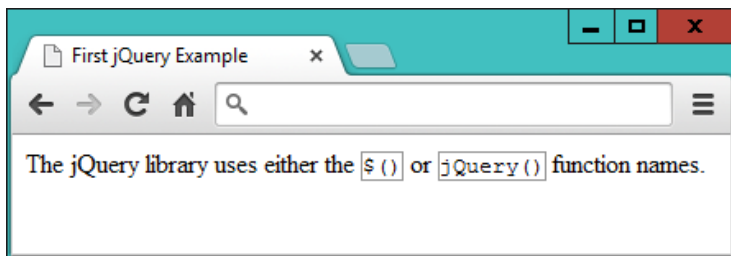 First jQuery Example
The jQuery library uses either the $() or jQuery() function names.